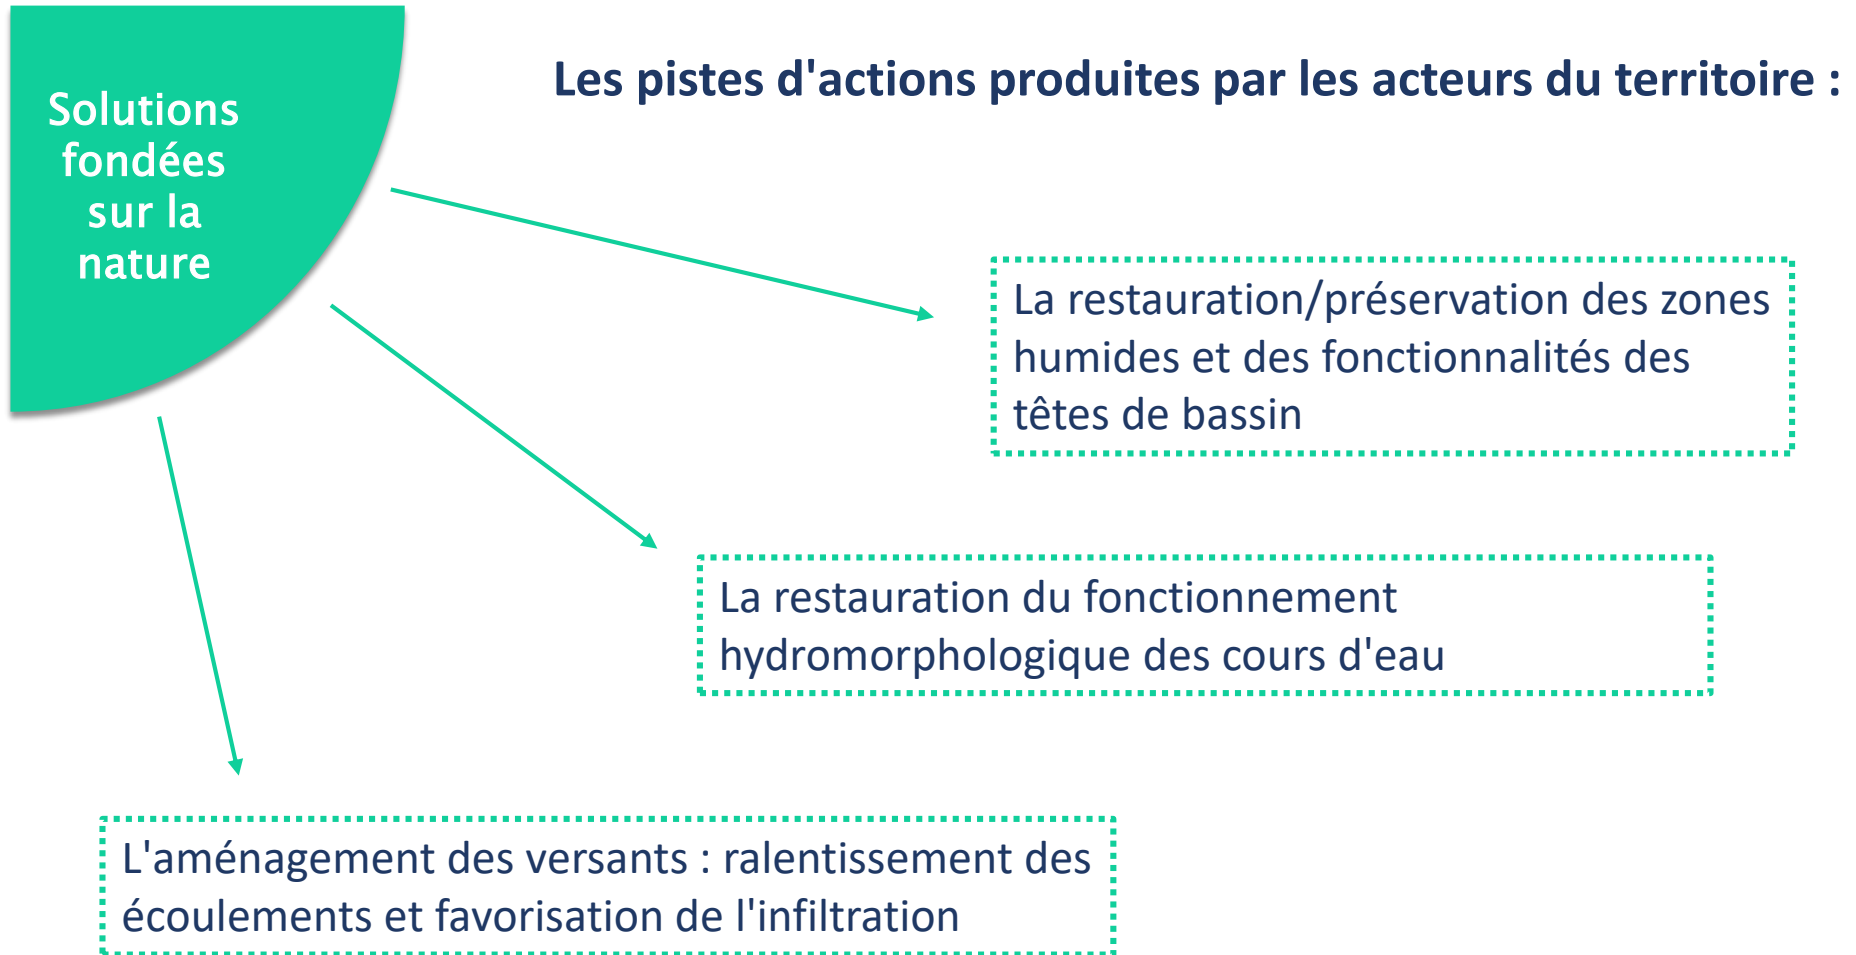 Les pistes d'actions produites par les acteurs du territoire :
Solutions
fondées
sur la
nature
La restauration/préservation des zones
humides et des fonctionnalités des
têtes de bassin
La restauration du fonctionnement
hydromorphologique des cours d'eau
L'aménagement des versants : ralentissement des
écoulements et favorisation de l'infiltration